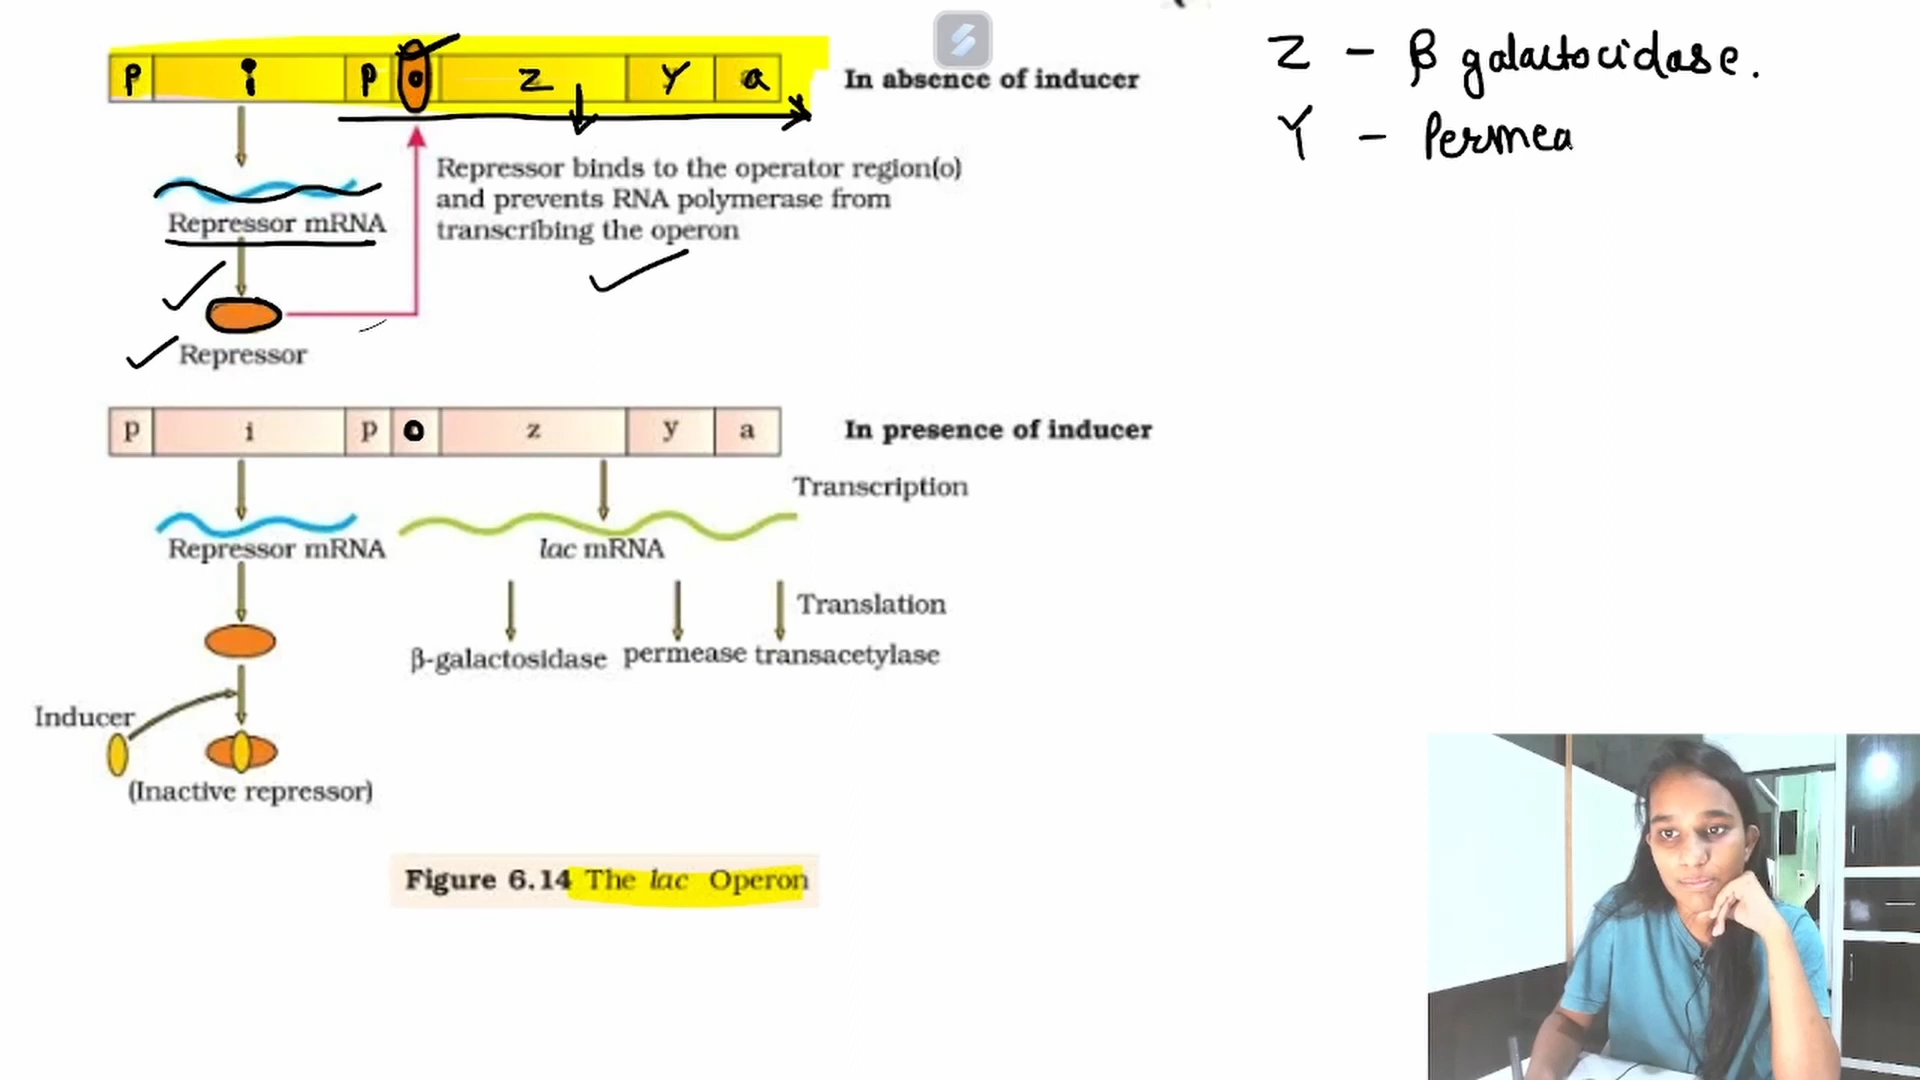 p i p o z y a In absence of inducer
Repressor binds to the operator region(o)
and prevents RNA polymerase from
transcribing the operon
Repressor mRNA
Repressor
p i p o z y a In presence of inducer
Transcription
Repressor mRNA lac mRNA
Translation
β-galactosidase permease transacetylase
Inducer
(Inactive repressor)
Figure 6.14 The lac Operon
Z - β galactocidase.
Y - Permea